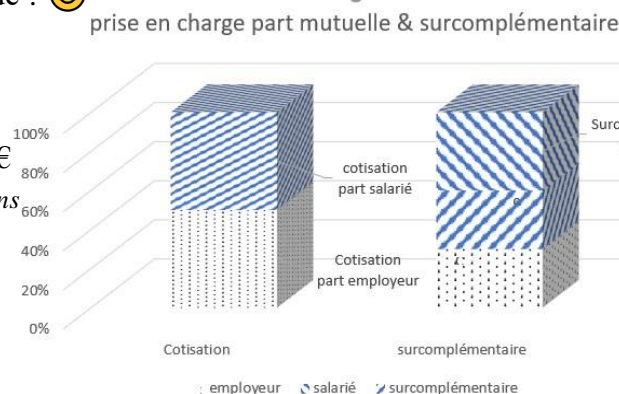 prise en charge part mutuelle & surcomplémentaire
100%
€
80%
60%
40%
20%
0%
cotisation
part salarié
Cotisation
part employeur
Cotisation
surcomplémentaire
employeur salarié surcomplémentaire